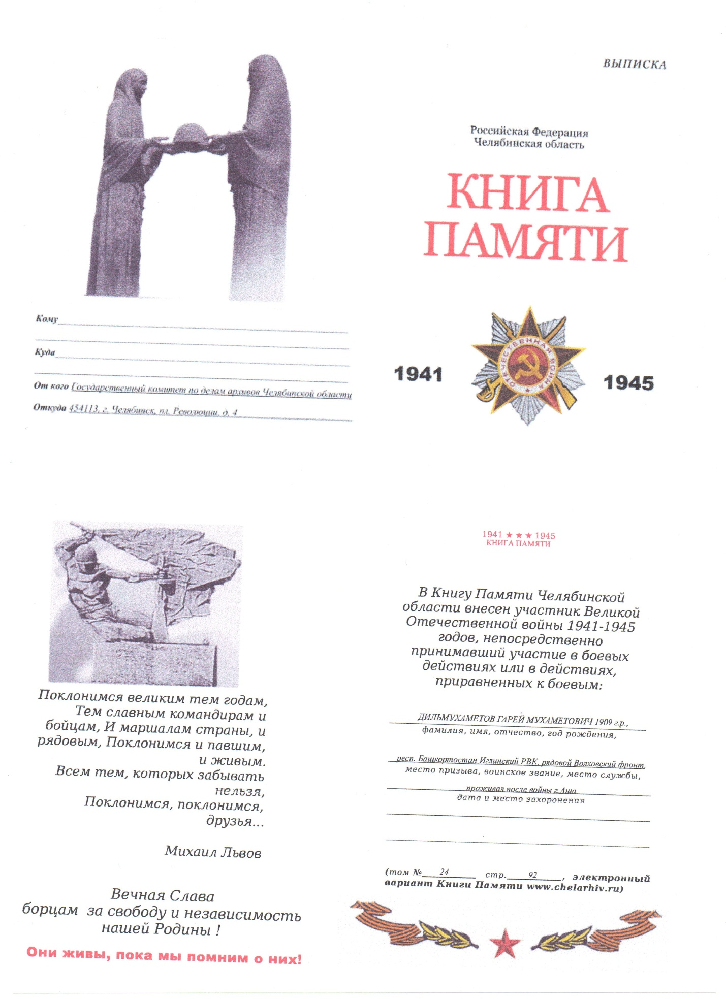 ВЫПИСКА
Российская Федерация
Челябинская область
КНИГА
ПАМЯТИ
1941
ОТЕЧЕСТВЕННАЯ ВОЙНА
1945
Кому
Куда
От кого Государственный комитет по делам архивов Челябинской области
Откуда 454113, г. Челябинск, пл. Революции, д. 4
Поклонимся великим тем годам,
Тем славным командирам и
бойцам, И маршалам страны, и
рядовым, Поклонимся и павшим,
и живым.
Всем тем, которых забывать
нельзя,
Поклонимся, поклонимся,
друзья...
Михаил Львов
Вечная Слава
борцам за свободу и независимость
нашей Родины !
Они живы, пока мы помним о них!
1941 ★ ★ ★ 1945
КНИГА ПАМЯТИ
В Книгу Памяти Челябинской
области внесен участник Великой
Отечественной войны 1941-1945
годов, непосредственно
принимавший участие в боевых
действиях или в действиях,
приравненных к боевым:
ДИЛЬМУХАМЕТОВ ГАРЕЙ МУХАМЕТОВИЧ 1909 г.р.,
фамилия, имя, отчество, год рождения,
респ. Башкортостан Иглинский РВК, рядовой Волховский фронт,
место призыва, воинское звание, место службы,
проживал после войны г.Аша.
дата и место захоронения
(том № 24 стр. 92, электронный
вариант Книги Памяти www.chelarhiv.ru)